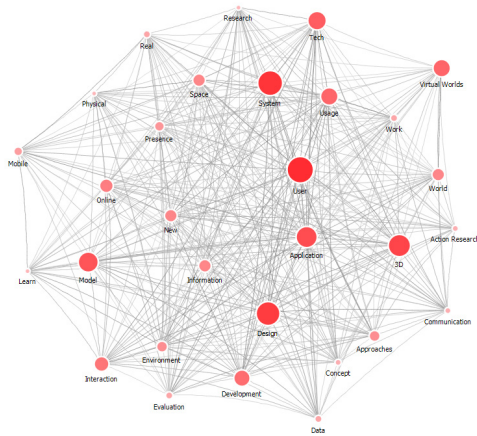 Research
Tech
Real
Virtual Worlds
Space
System
Physical
Usage
Work
Presence
Mobile
User
World
Online
New
Action Research
Application
3D
Learn
Model
Information
Communication
Design
Environment
Approaches
Interaction
Concept
Development
Evaluation
Data